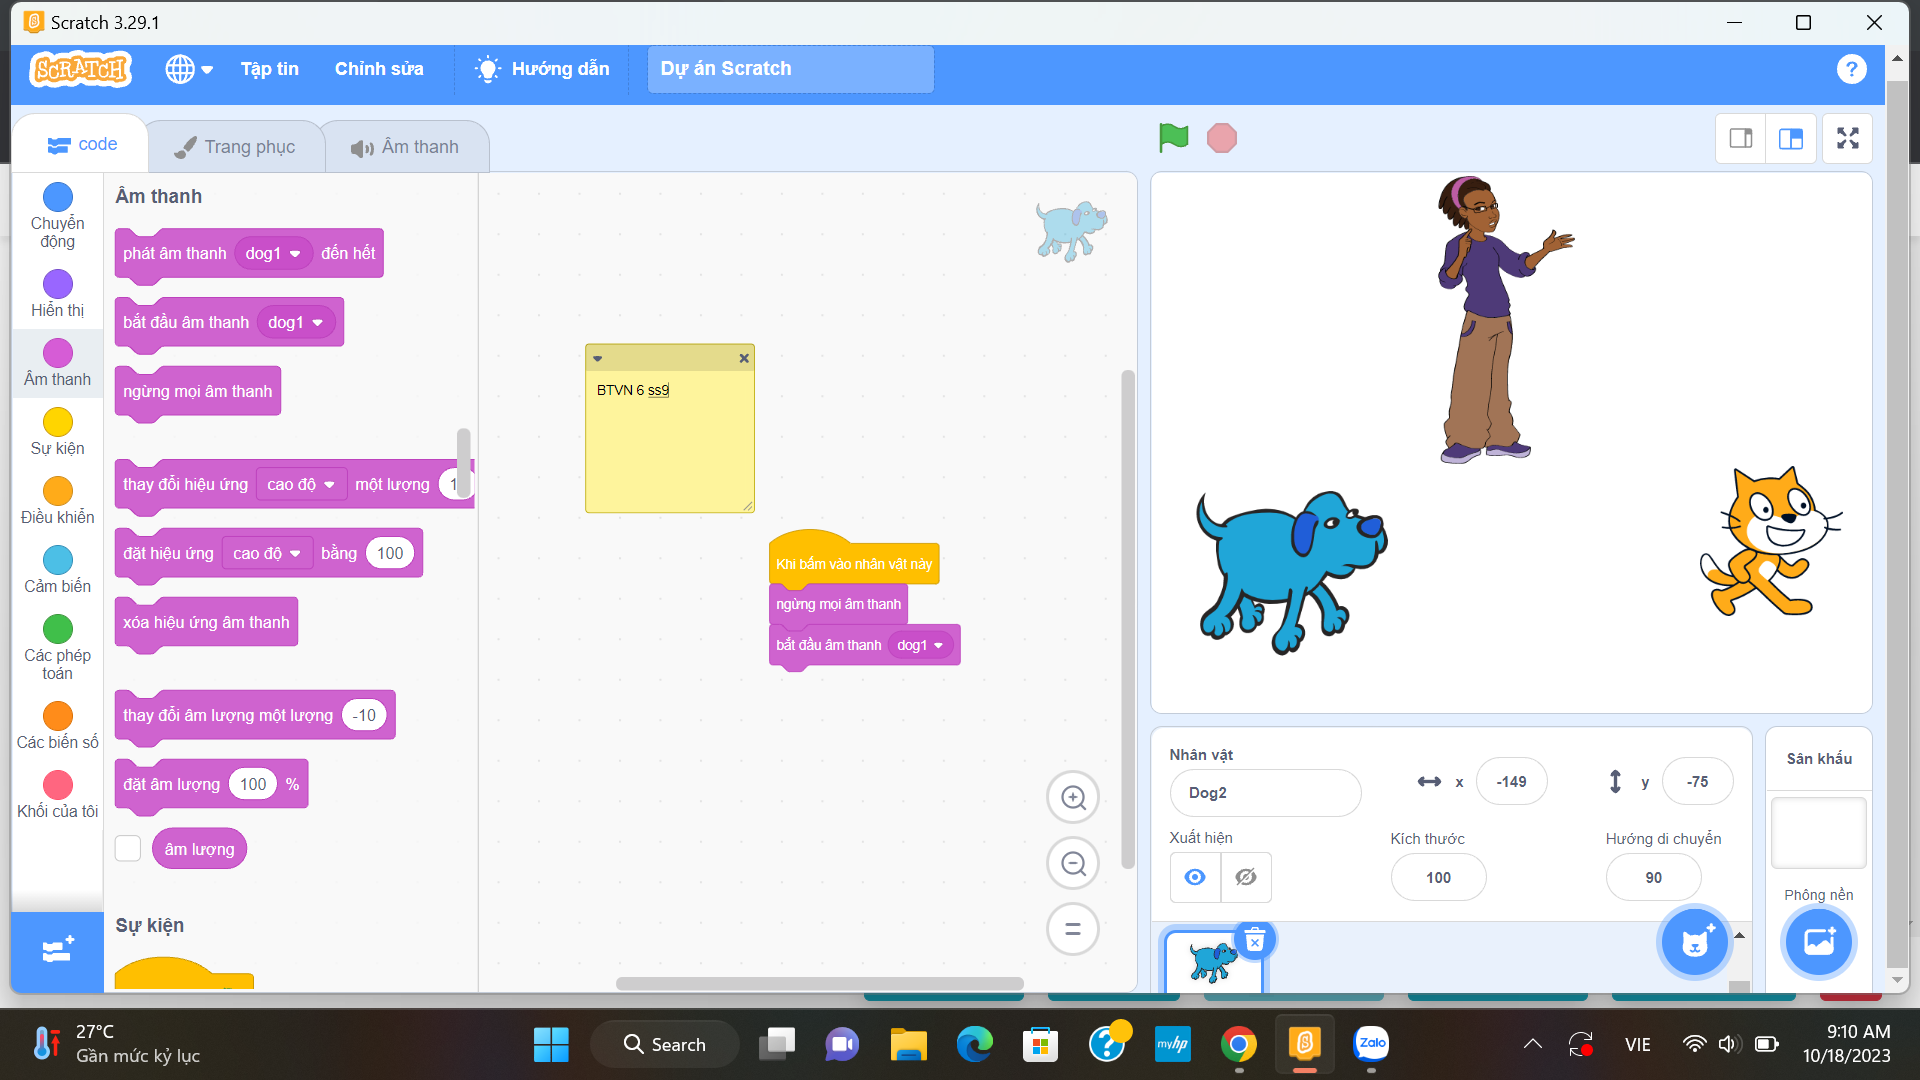 Scratch 3.29.1
SCRATCH
Tập tin
Chỉnh sửa
Hướng dẫn
Dự án Scratch
?
code
Trang phục
Âm thanh
Chuyển động
Hiển thị
Âm thanh
Sự kiện
Điều khiển
Cảm biến
Các phép toán
Các biến số
Khối của tôi
Âm thanh
phát âm thanh dog1 đến hết
bắt đầu âm thanh dog1
ngừng mọi âm thanh
thay đổi hiệu ứng cao độ một lượng
đặt hiệu ứng cao độ bằng 100
xóa hiệu ứng âm thanh
thay đổi âm lượng một lượng -10
đặt âm lượng 100 %
âm lượng
Sự kiện
BTVN 6 ss9
Khi bấm vào nhân vật này
ngừng mọi âm thanh
bắt đầu âm thanh dog1
Nhân vật
Dog2
x -149
y -75
Xuất hiện
Kích thước
100
Hướng di chuyển
90
Sân khấu
Phông nền
27°C
Gần mức kỷ lục
Search
myhp
Zalo
VIE
9:10 AM
10/18/2023